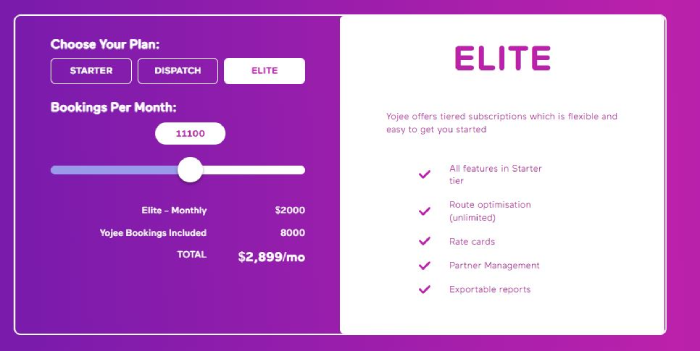 Choose Your Plan:
STARTER DISPATCH ELITE
Bookings Per Month:
11100
Elite - Monthly $2000
Yojee Bookings Included 8000
TOTAL $2,899/mo
ELITE
Yojee offers tiered subscriptions which is flexible and
easy to get you started
All features in Starter
tier
Route optimisation
(unlimited)
Rate cards
Partner Management
Exportable reports